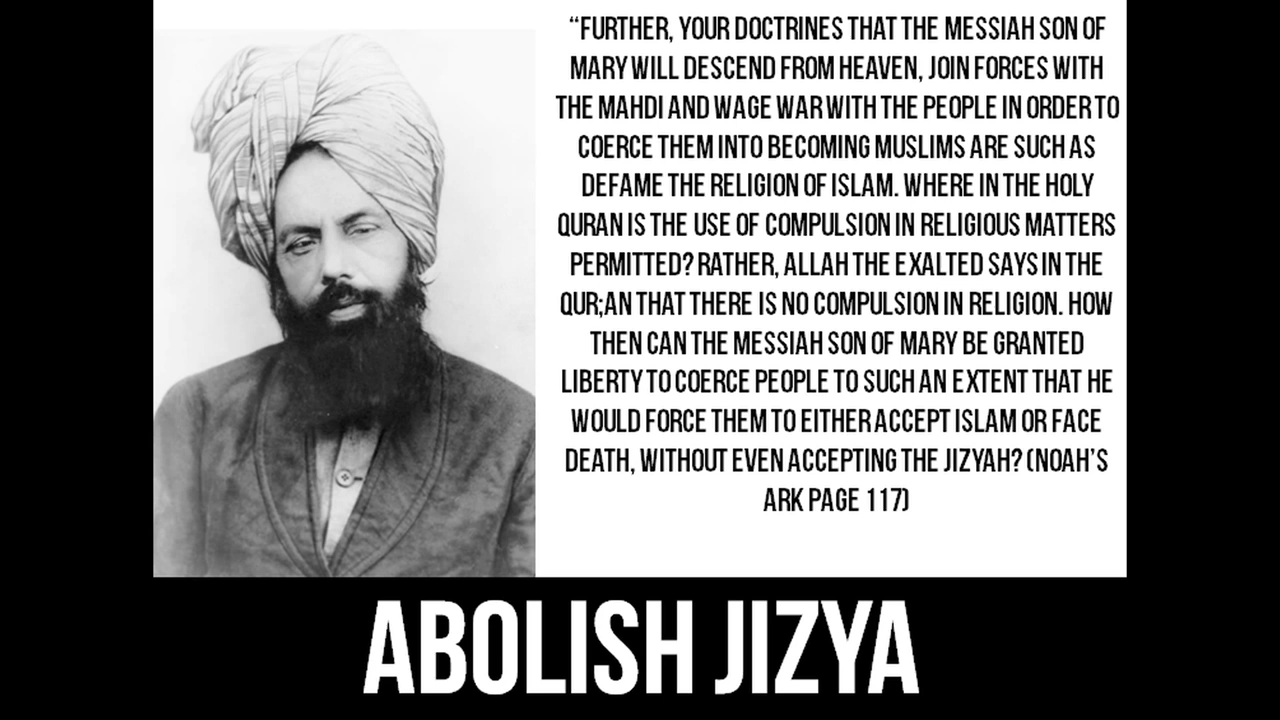 “FURTHER, YOUR DOCTRINES THAT THE MESSIAH SON OF
MARY WILL DESCEND FROM HEAVEN, JOIN FORCES WITH
THE MAHDI AND WAGE WAR WITH THE PEOPLE IN ORDER TO
COERCE THEM INTO BECOMING MUSLIMS ARE SUCH AS
DEFAME THE RELIGION OF ISLAM. WHERE IN THE HOLY
QURAN IS THE USE OF COMPULSION IN RELIGIOUS MATTERS
PERMITTED? RATHER, ALLAH THE EXALTED SAYS IN THE
QUR;AN THAT THERE IS NO COMPULSION IN RELIGION. HOW
THEN CAN THE MESSIAH SON OF MARY BE GRANTED
LIBERTY TO COERCE PEOPLE TO SUCH AN EXTENT THAT HE
WOULD FORCE THEM TO EITHER ACCEPT ISLAM OR FACE
DEATH, WITHOUT EVEN ACCEPTING THE JIZYAH? (NOAH'S
ARK PAGE 117)
ABOLISH JIZYA